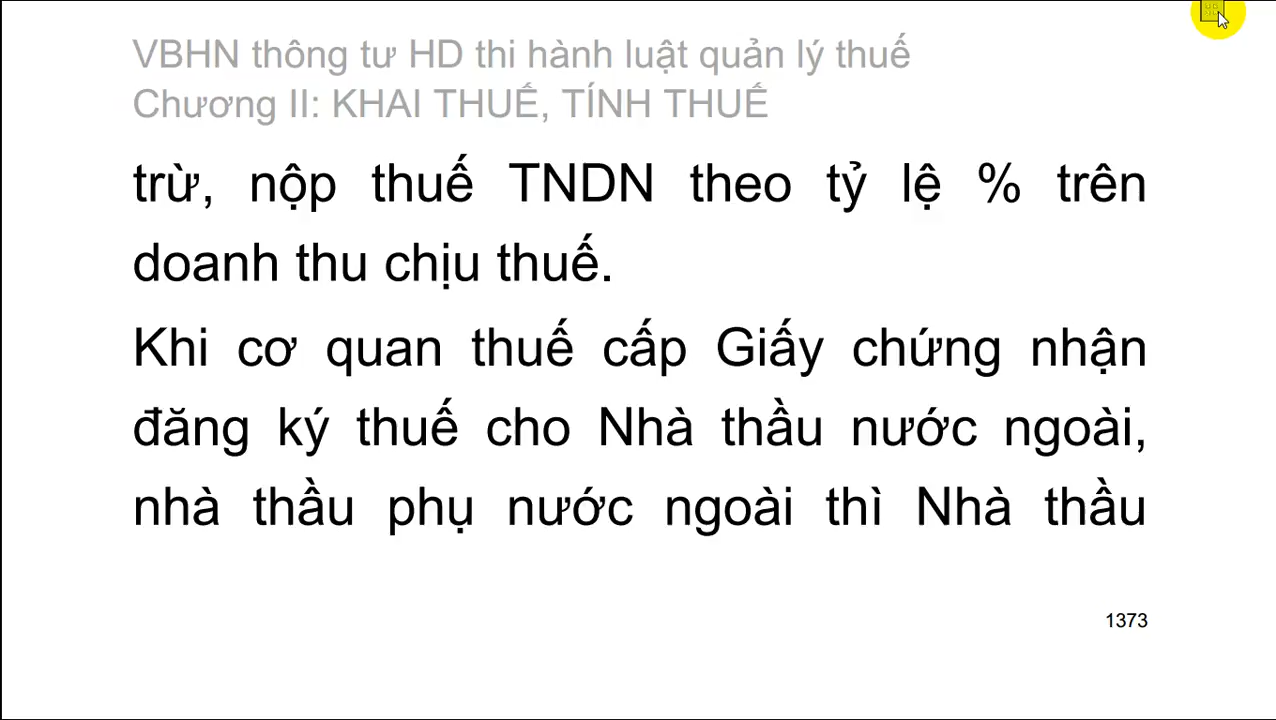 VBHN thông tư HD thi hành luật quản lý thuế
Chương II: KHAI THUẾ, TÍNH THUẾ
trừ, nộp thuế TNDN theo tỷ lệ % trên
doanh thu chịu thuế.
Khi cơ quan thuế cấp Giấy chứng nhận
đăng ký thuế cho Nhà thầu nước ngoài,
nhà thầu phụ nước ngoài thì Nhà thầu
1373